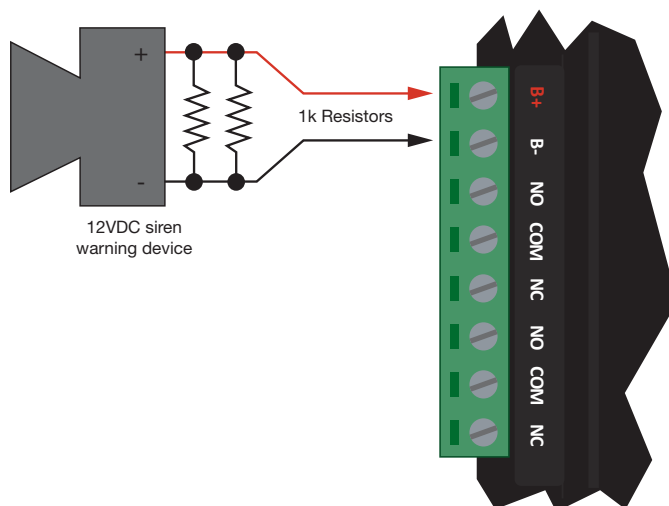 +
-
12VDC siren
warning device
1k Resistors
B+
B-
NO
COM
NC
NO
COM
NC